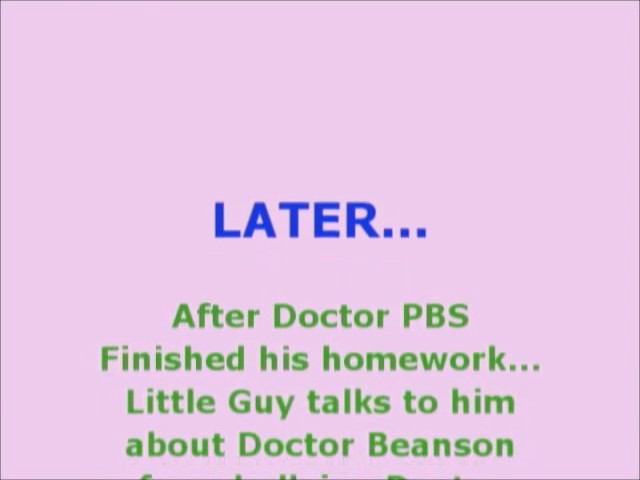 LATER...
After Doctor PBS
Finished his homework...
Little Guy talks to him
about Doctor Beanson